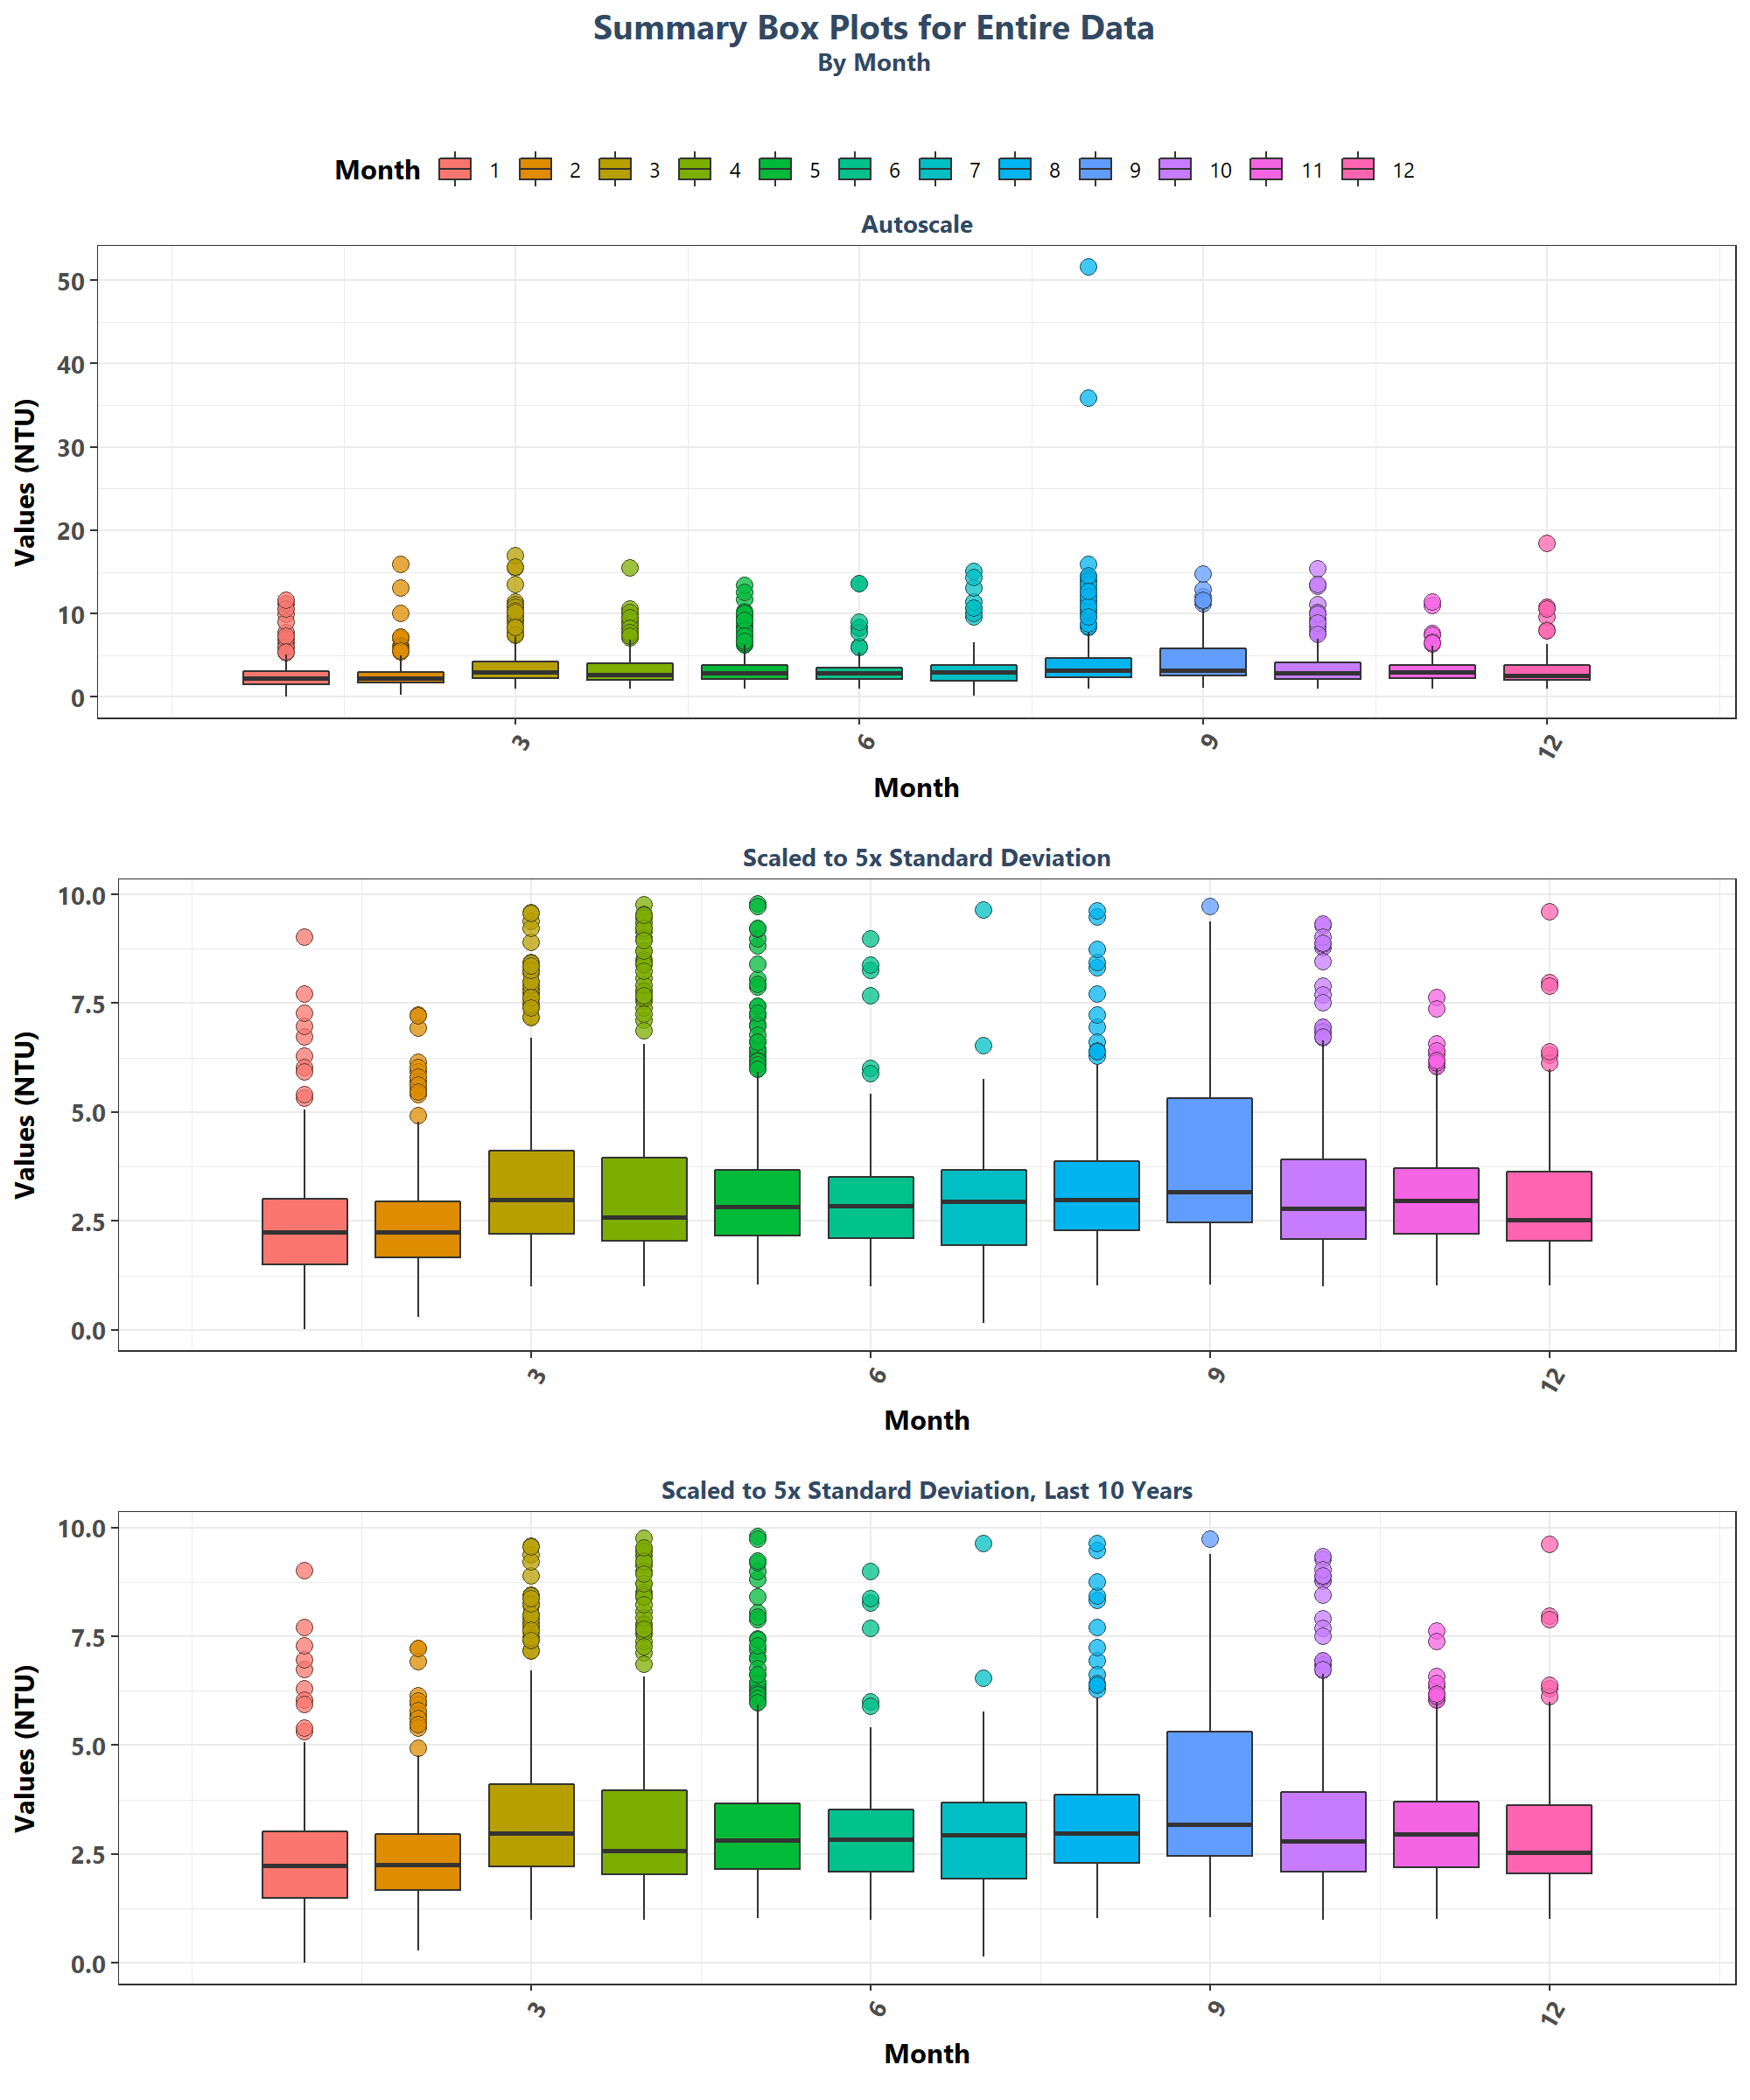 Summary Box Plots for Entire Data
By Month
Month 1 2 3 4 5 6 7 8 9 10 11 12
Autoscale
Values (NTU)
50
40
30
20
10
0
3 6 9 12
Month
Scaled to 5x Standard Deviation
Values (NTU)
10.0
7.5
5.0
2.5
0.0
3 6 9 12
Month
Scaled to 5x Standard Deviation, Last 10 Years
Values (NTU)
10.0
7.5
5.0
2.5
0.0
3 6 9 12
Month